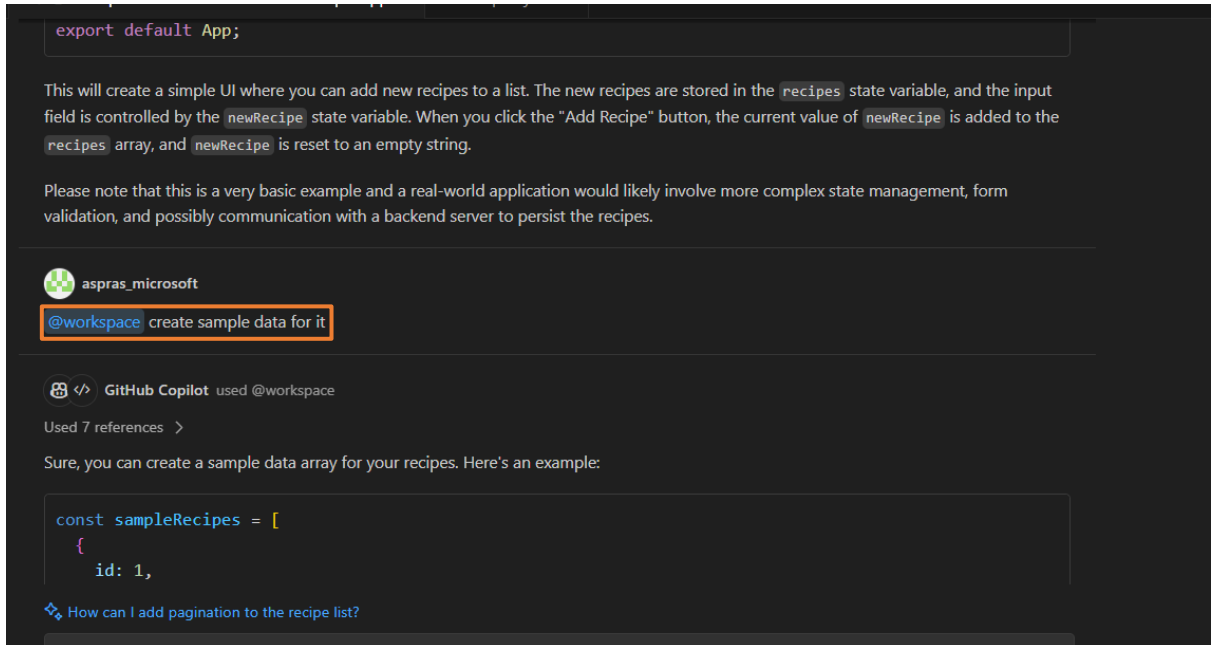 export default App;
This will create a simple UI where you can add new recipes to a list. The new recipes are stored in the recipes state variable, and the input
field is controlled by the newRecipe state variable. When you click the "Add Recipe" button, the current value of newRecipe is added to the
recipes array, and newRecipe is reset to an empty string.
Please note that this is a very basic example and a real-world application would likely involve more complex state management, form
validation, and possibly communication with a backend server to persist the recipes.
aspras_microsoft
@workspace create sample data for it
GitHub Copilot used @workspace
Used 7 references >
Sure, you can create a sample data array for your recipes. Here's an example:
const sampleRecipes = [
{
id: 1,
How can I add pagination to the recipe list?